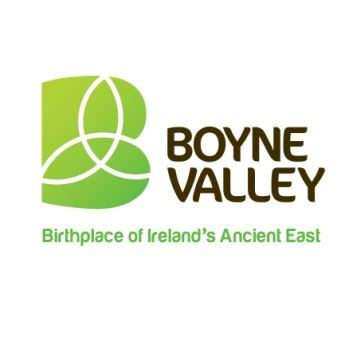 BOYNE
VALLEY
Birthplace of Ireland's Ancient East